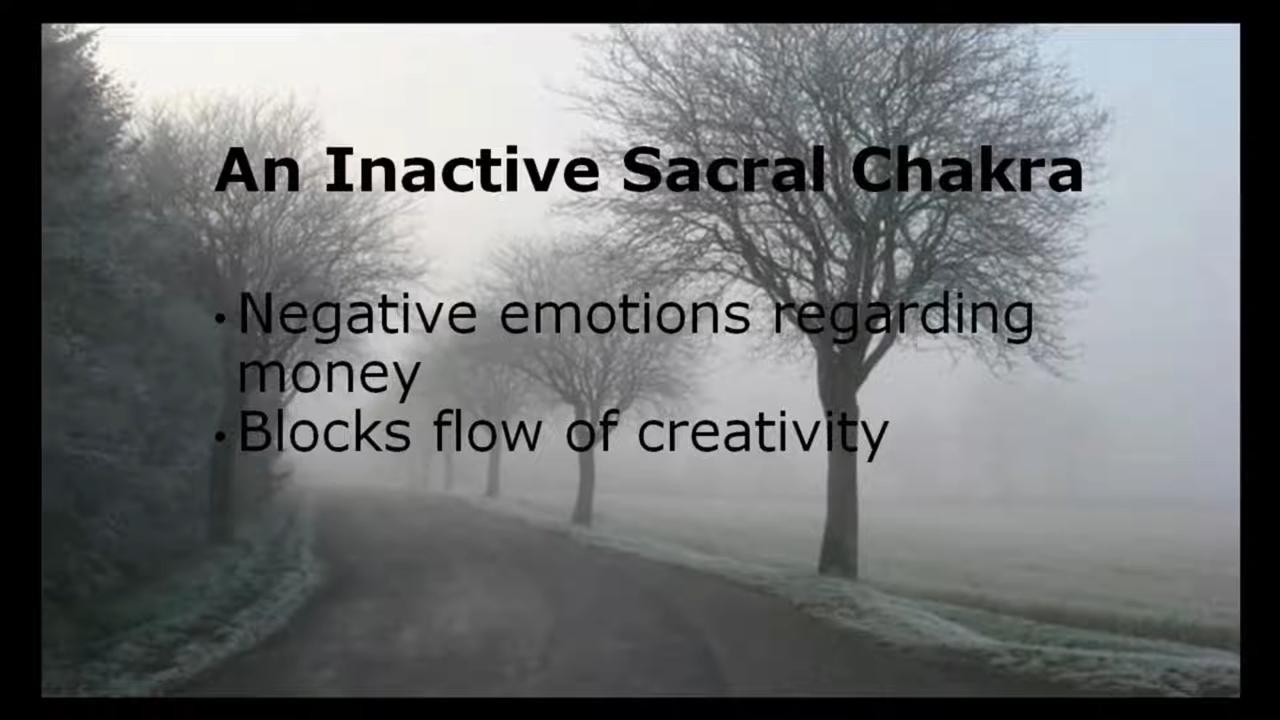 An Inactive Sacral Chakra
• Negative emotions regarding
money
• Blocks flow of creativity